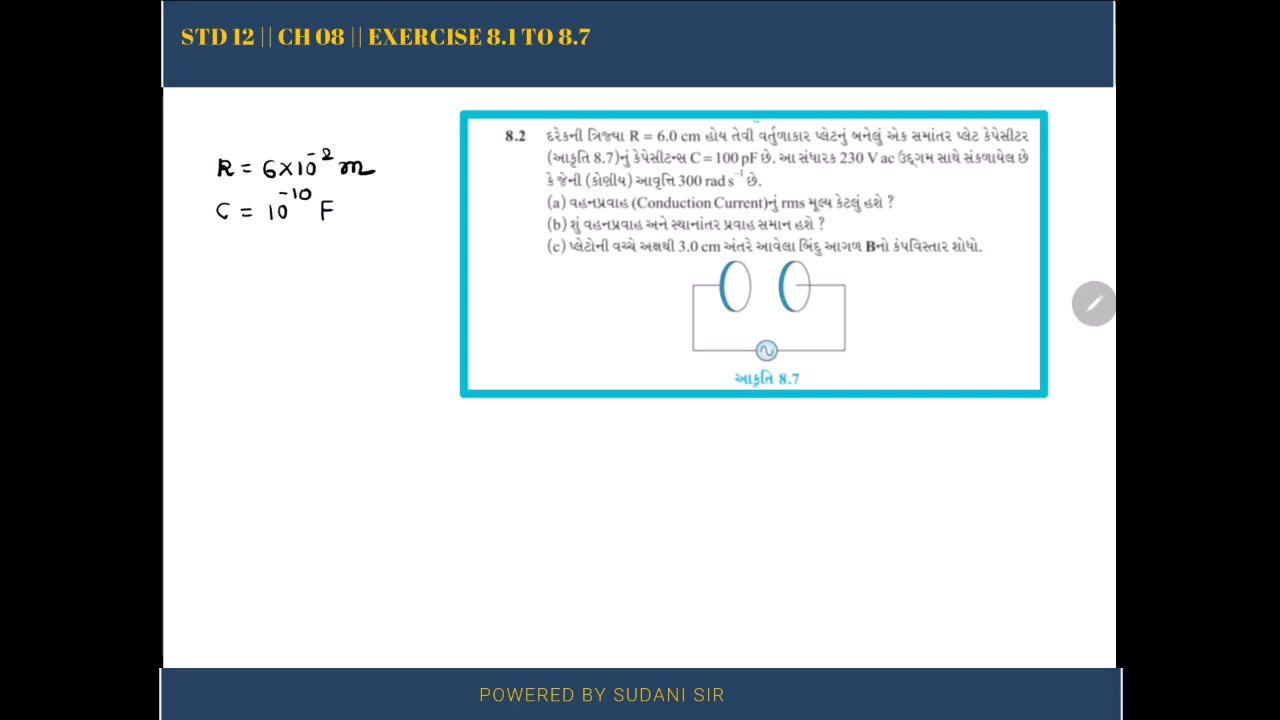 STD 12 || CH 08 || EXERCISE 8.1 TO 8.7
R = 6×10⁻² m
C = 10⁻¹⁰ F
8.2 દરેકની ત્રિજ્યા R = 6.0 cm હોય તેવી વર્તુળાકાર પ્લેટનું બનેલું એક સમાંતર પ્લેટ કેપેસીટર
(આકૃતિ 8.7)નું કેપેસીટન્સ C = 100 pF છે. આ સંધારક 230 V ac ઉદ્ગમ સાથે સંકળાયેલ છે
કે જેની (કોણીય) આવૃત્તિ 300 rad s⁻¹ છે.
(a) વહનપ્રવાહ (Conduction Current)નું rms મૂલ્ય કેટલું હશે ?
(b) શું વહનપ્રવાહ અને સ્થાનાંતર પ્રવાહ સમાન હશે ?
(c) પ્લેટોની વચ્ચે અક્ષથી 3.0 cm અંતરે આવેલા બિંદુ આગળ Bનો કંપવિસ્તાર શોધો.
આકૃતિ 8.7
POWERED BY SUDANI SIR